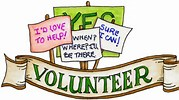 YES
I'D LOVE
TO HELP!
SURE
I CAN!
WHEN?
WHERE? I'LL
BE THERE
VOLUNTEER